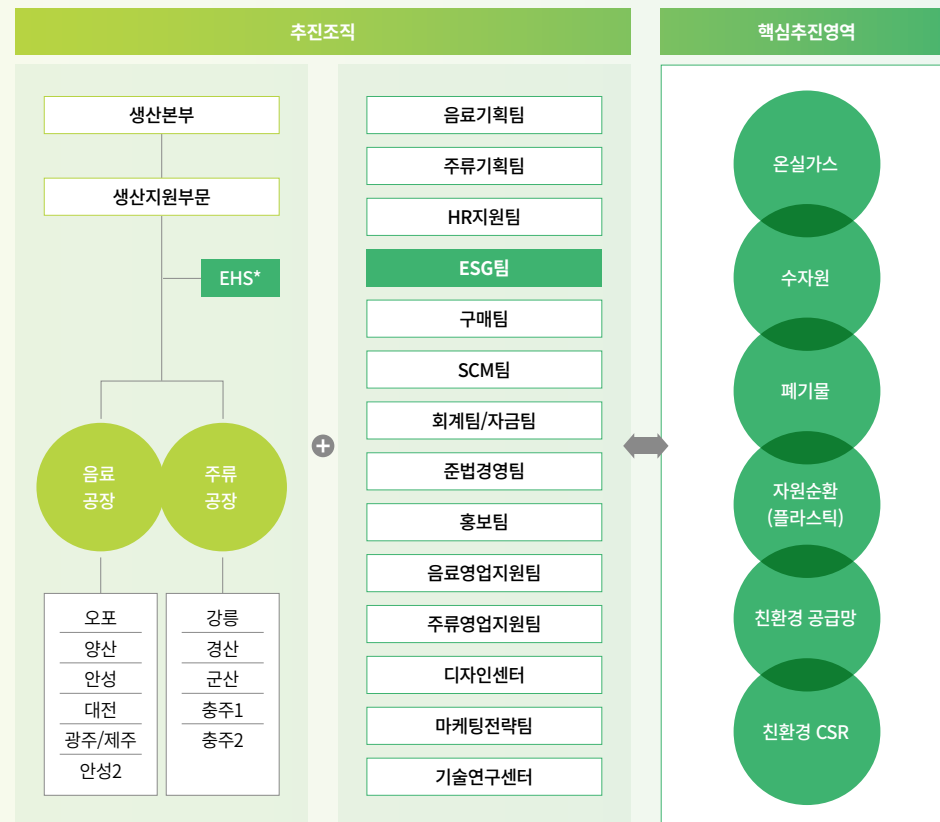 추진조직
핵심추진영역
생산본부
생산지원부문
EHS*
음료
공장
주류
공장
오포
양산
안성
대전
광주/제주
안성2
강릉
경산
군산
충주1
충주2
음료기획팀
주류기획팀
HR지원팀
ESG팀
구매팀
SCM팀
회계팀/자금팀
준법경영팀
홍보팀
음료영업지원팀
주류영업지원팀
디자인센터
마케팅전략팀
기술연구센터
온실가스
수자원
폐기물
자원순환
(플라스틱)
친환경 공급망
친환경 CSR